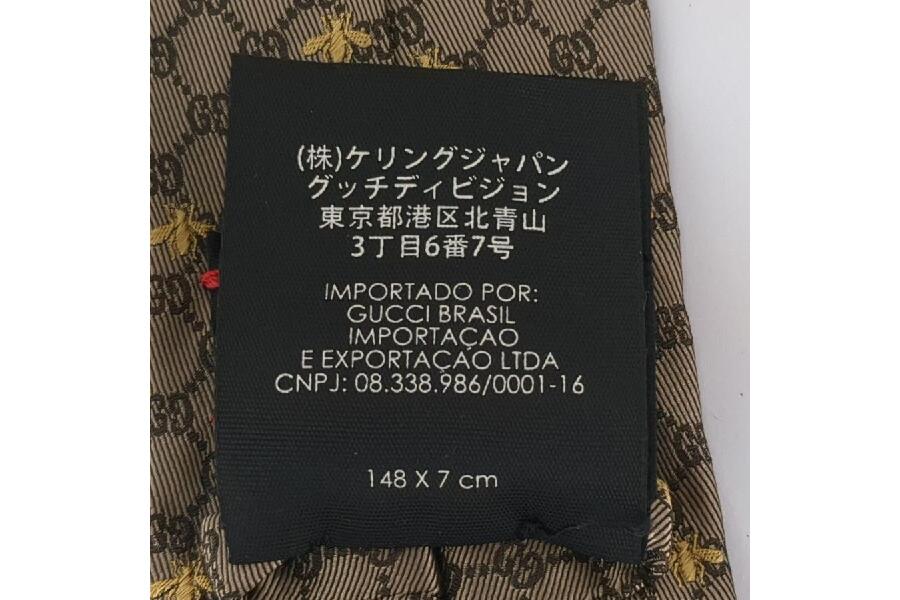 (株)ケリングジャパン
グッチディビジョン
東京都港区北青山
3丁目6番7号
IMPORTADO POR:
GUCCI BRASIL
IMPORTAÇAO
E EXPORTAÇAO LTDA
CNPJ: 08.338.986/0001-16
148 X 7 cm